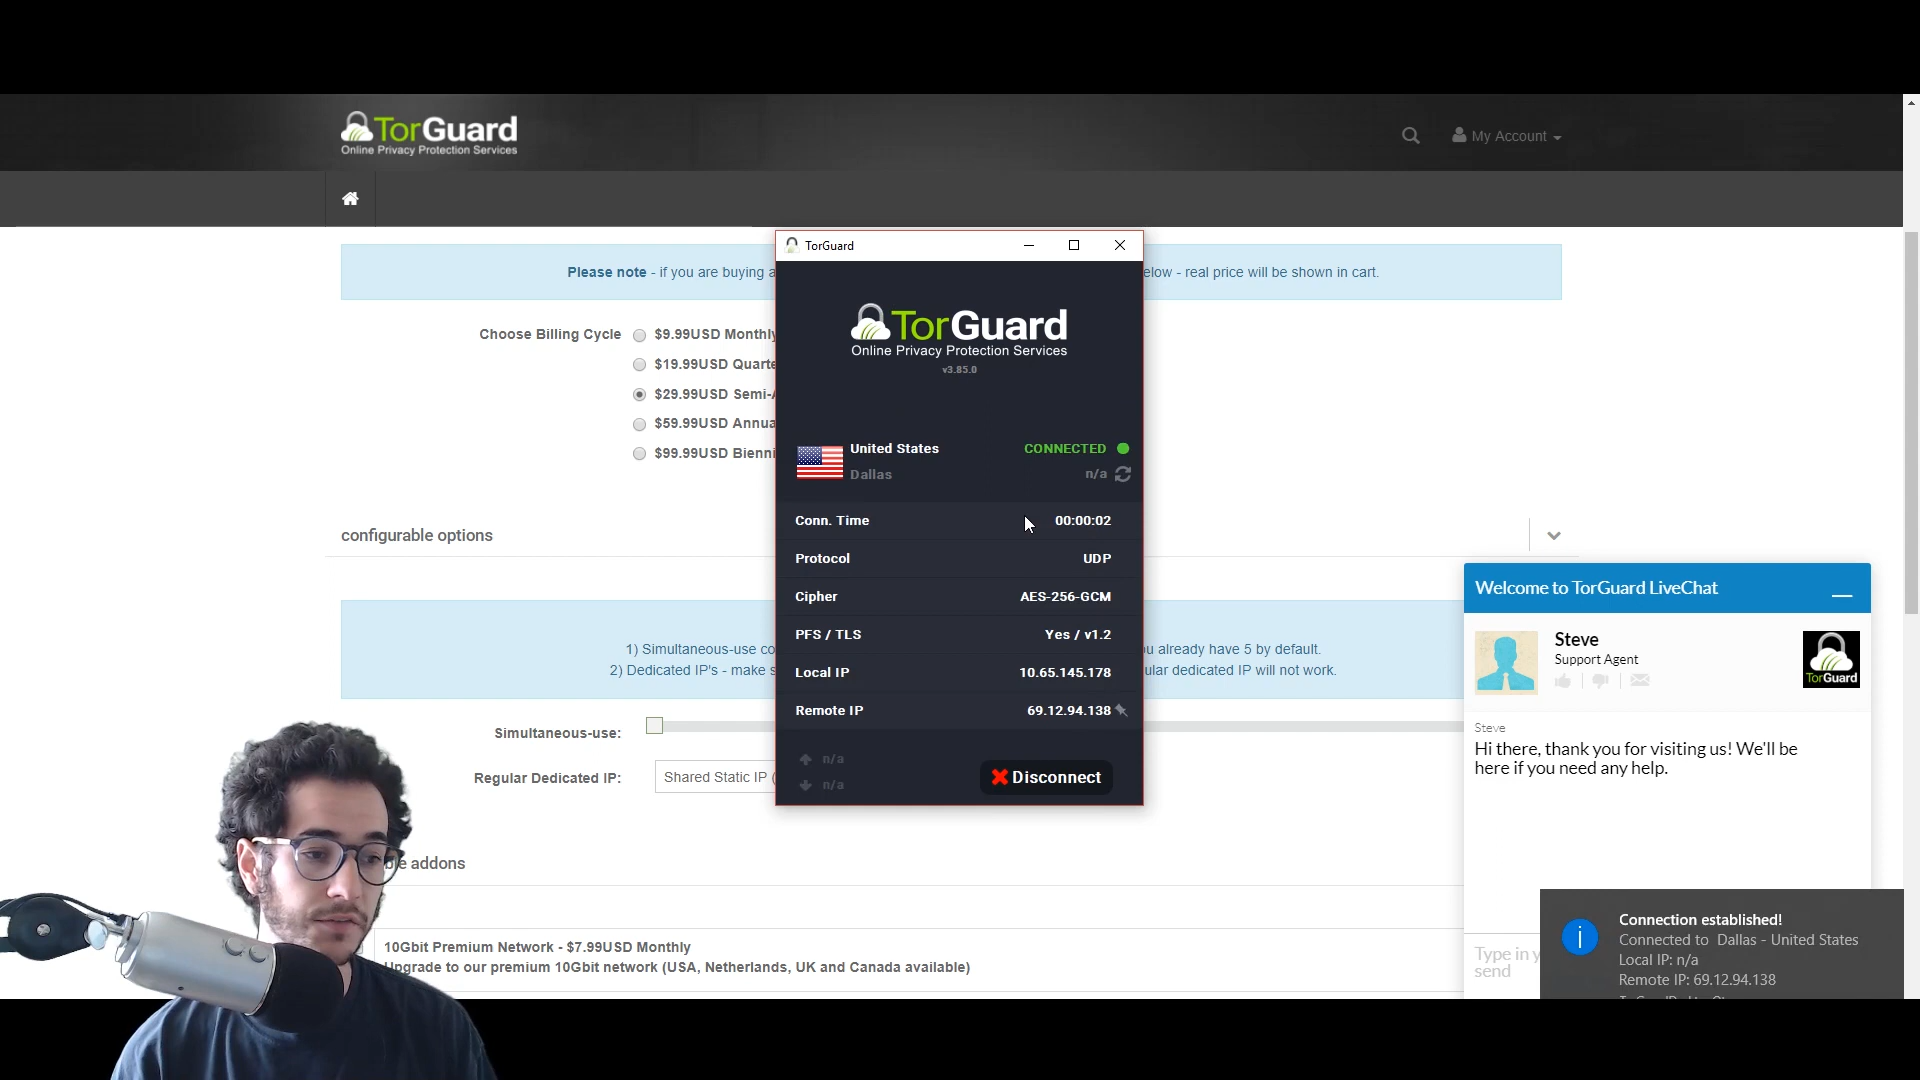 TorGuard
Online Privacy Protection Services
My Account
Please note - if you are buying a
elow - real price will be shown in cart.
Choose Billing Cycle
$9.99USD Monthly
$19.99USD Quarte
$29.99USD Semi-A
$59.99USD Annua
$99.99USD Bienni
configurable options
1) Simultaneous-use co
u already have 5 by default.
2) Dedicated IP's - make s
ular dedicated IP will not work.
Simultaneous-use:
Regular Dedicated IP:
Shared Static IP (
ble addons
10Gbit Premium Network - $7.99USD Monthly
Upgrade to our premium 10Gbit network (USA, Netherlands, UK and Canada available)
TorGuard
TorGuard
Online Privacy Protection Services
v3.85.0
United States
CONNECTED
Dallas
n/a
Conn. Time
00:00:02
Protocol
UDP
Cipher
AES-256-GCM
PFS / TLS
Yes / v1.2
Local IP
10.65.145.178
Remote IP
69.12.94.138
n/a
n/a
Disconnect
Welcome to TorGuard LiveChat
Steve
Support Agent
TorGuard
Steve
Hi there, thank you for visiting us! We'll be
here if you need any help.
Type in y
send
Connection established!
Connected to Dallas - United States
Local IP: n/a
Remote IP: 69.12.94.138